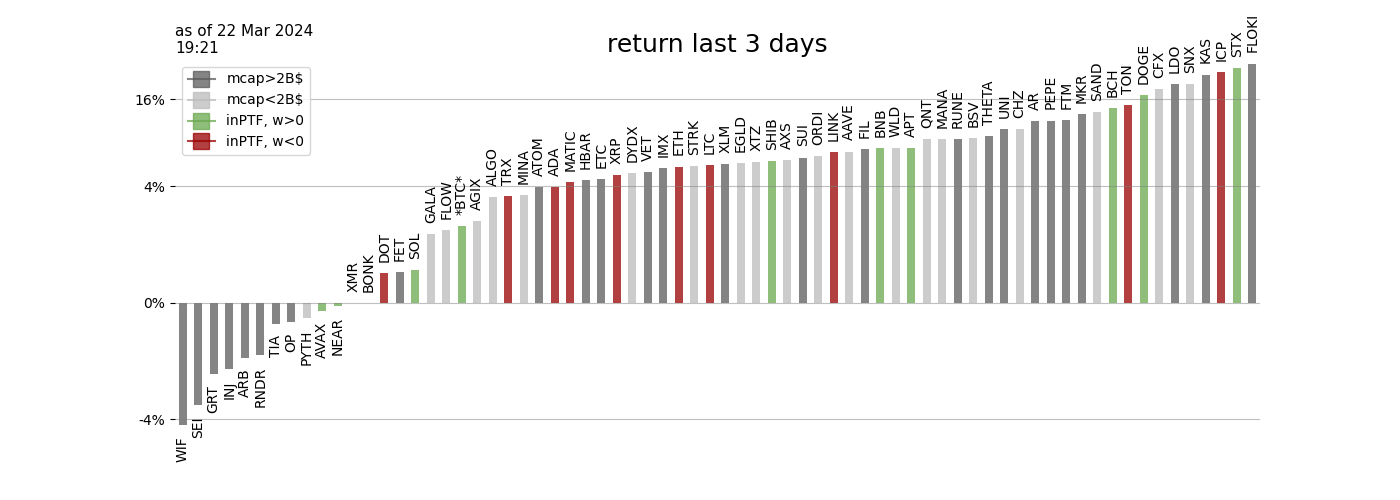 as of 22 Mar 2024
19:21
return last 3 days
mcap>2B$
mcap<2B$
inPTF, w>0
inPTF, w<0
16%
4%
0%
-4%
WIF
SEI
GRT
INJ
ARB
RNDR
TIA
OP
PYTH
AVAX
NEAR
XMR
BONK
DOT
FET
SOL
GALA
FLOW
*BTC*
AGIX
ALGO
TRX
MINA
ATOM
ADA
MATIC
HBAR
ETC
XRP
DYDX
VET
IMX
ETH
STRK
LTC
XLM
EGLD
XTZ
SHIB
AXS
SUI
ORDI
LINK
AAVE
FIL
BNB
WLD
APT
QNT
MANA
RUNE
BSV
THETA
UNI
CHZ
AR
PEPE
FTM
MKR
SAND
BCH
TON
DOGE
CFX
LDO
SNX
KAS
ICP
STX
FLOKI